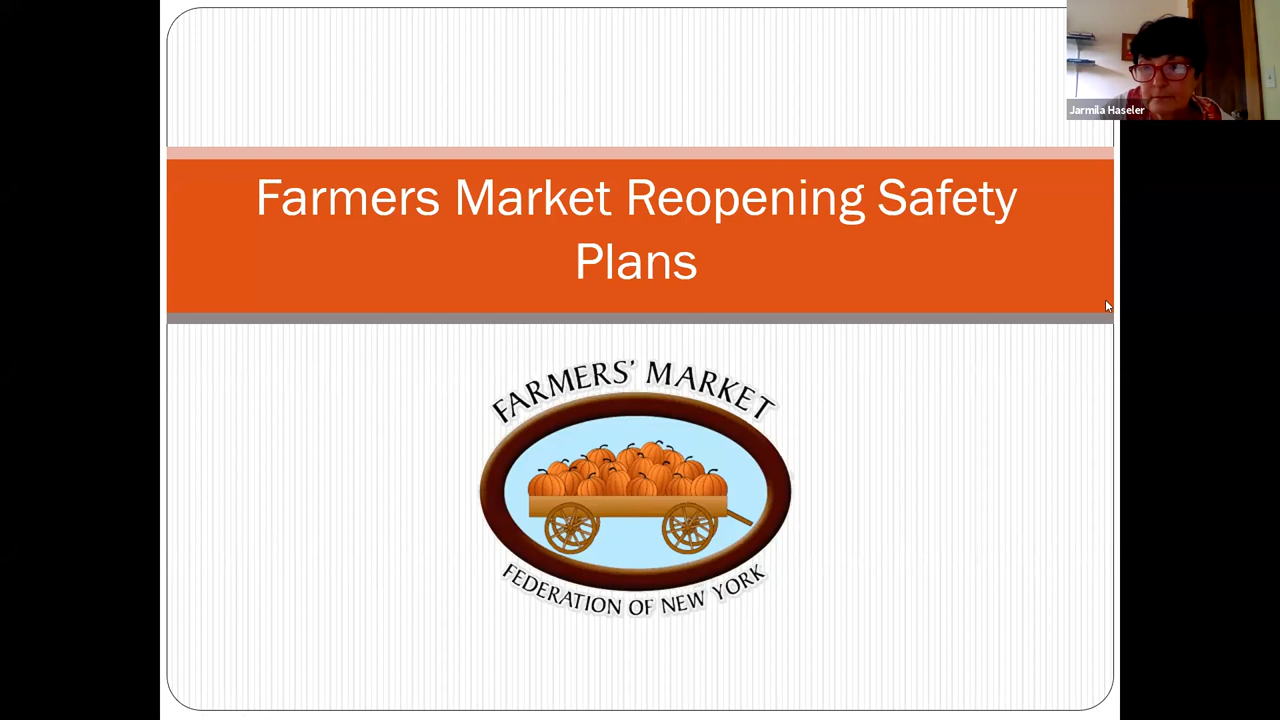 Jarmila Haseler
Farmers Market Reopening Safety
Plans
FARMERS' MARKET
FEDERATION OF NEW YORK